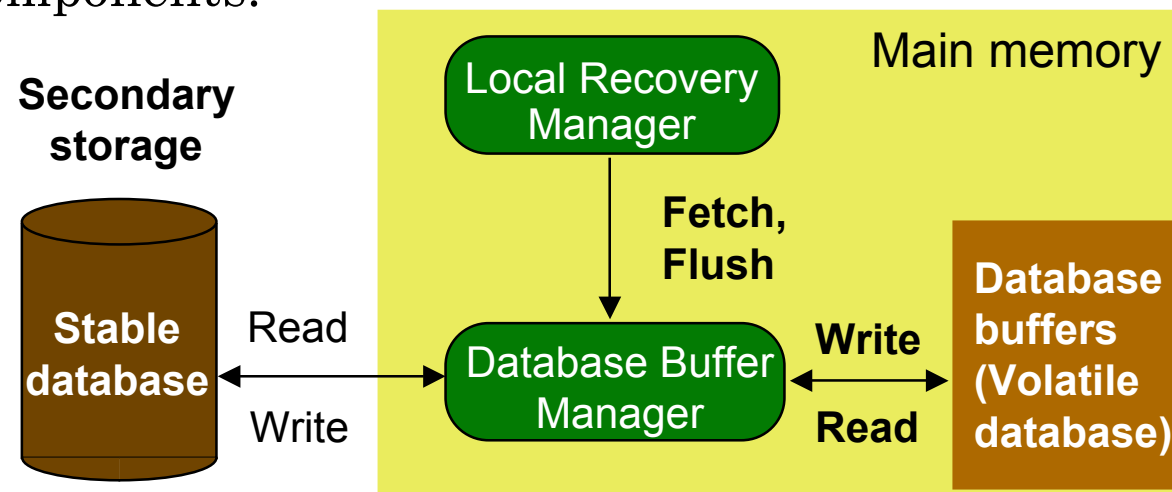 Main memory
Secondary
storage
Local Recovery
Manager
Fetch,
Flush
Stable
database
Read
Write
Database Buffer
Manager
Write
Read
Database
buffers
(Volatile
database)